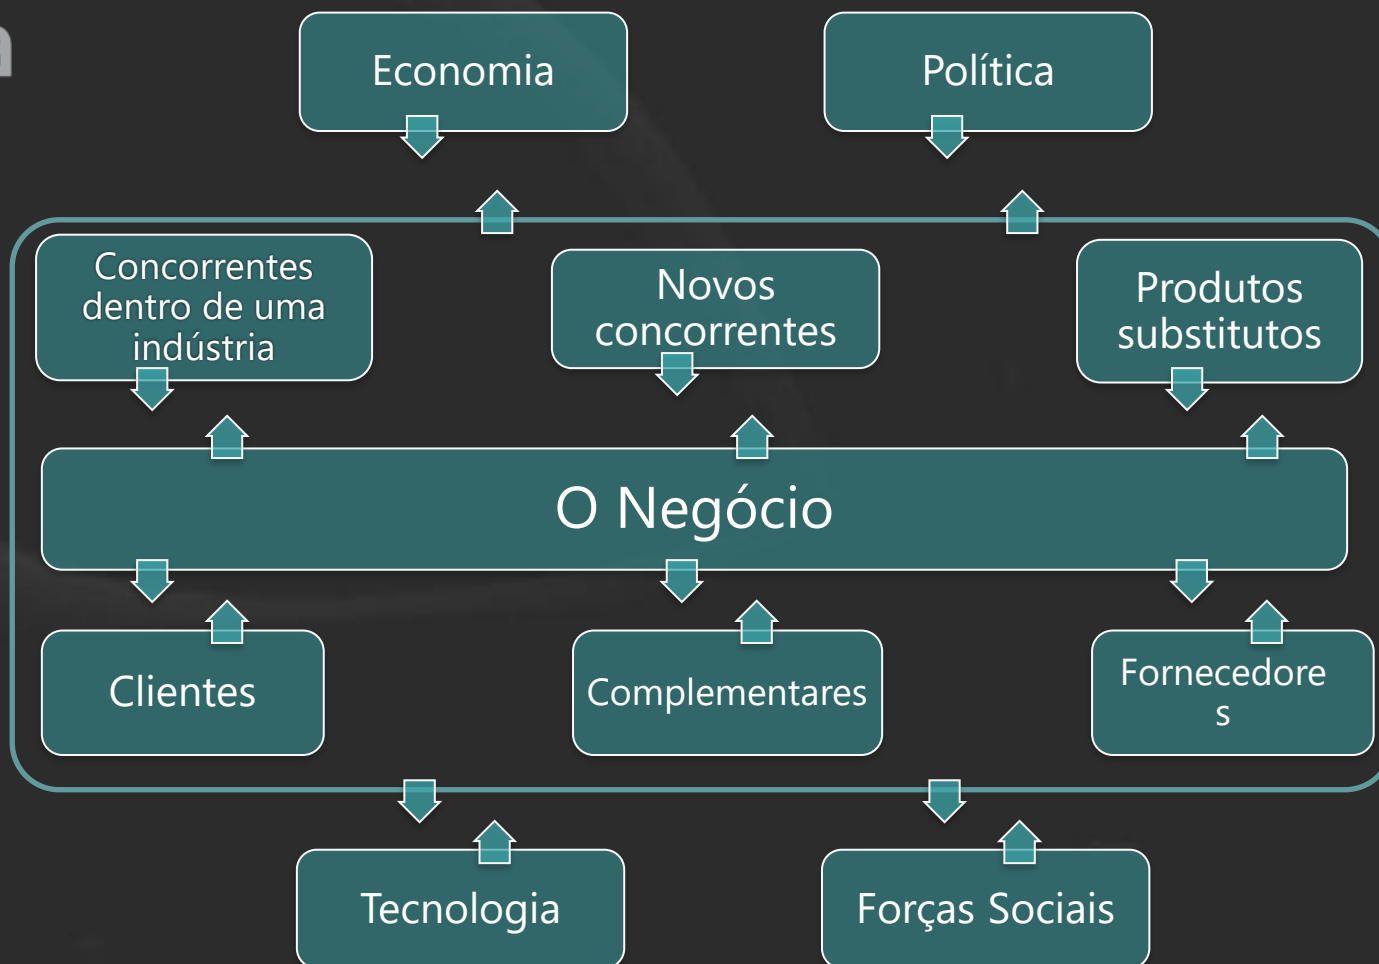 Economia
Política
Concorrentes
dentro de uma
indústria
Novos
concorrentes
Produtos
substitutos
O Negócio
Clientes
Complementares
Fornecedore
s
Tecnologia
Forças Sociais